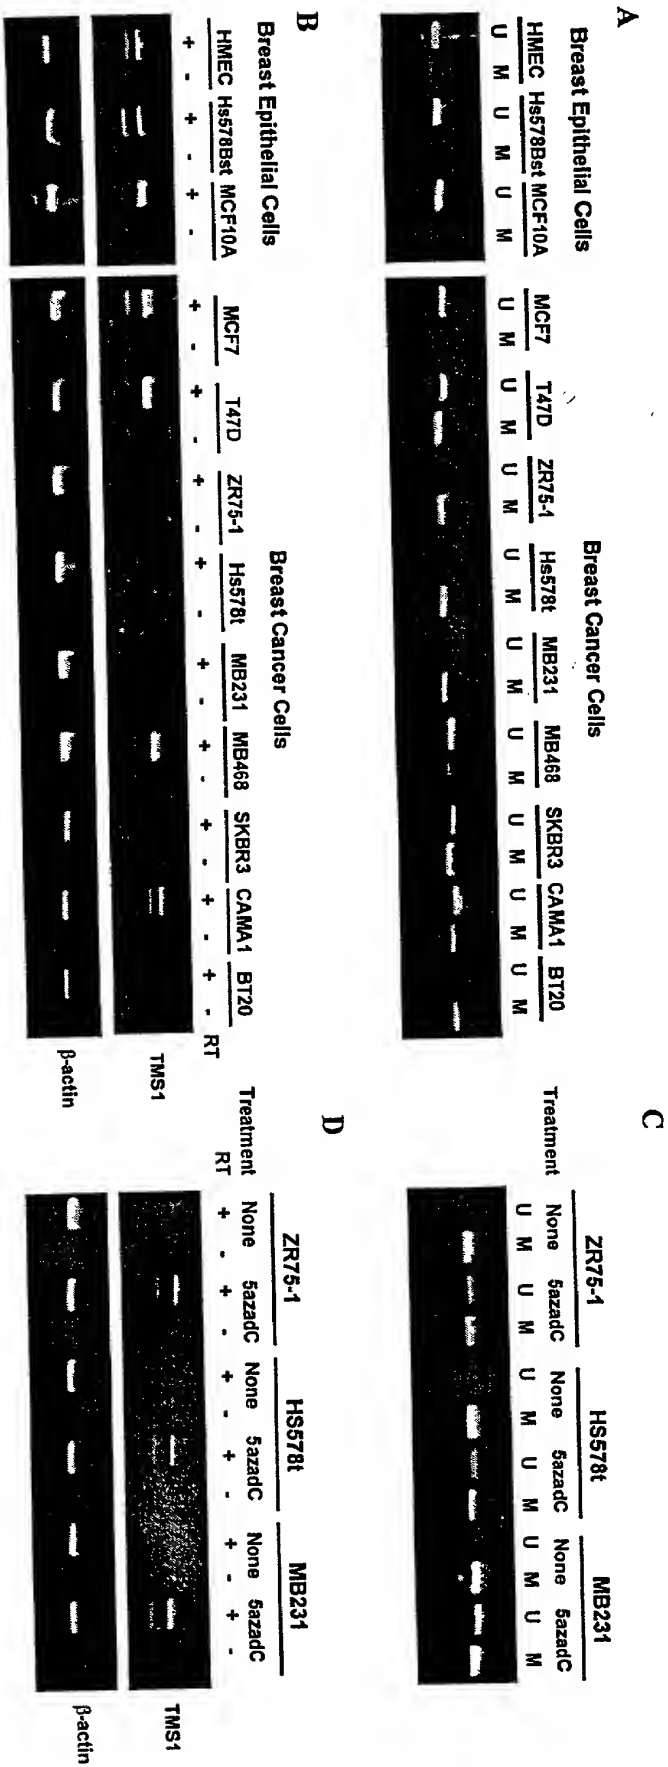 A
Breast Epithelial Cells
Breast Cancer Cells
HMEC Hs578Bst MCF10A MCF7 T47D ZR75-1 Hs578t MB231 MB468 SKBR3 CAMA1 BT20
U M U M U M U M U M U M U M U M U M U M U M U M
B
Breast Epithelial Cells
Breast Cancer Cells
HMEC Hs578Bst MCF10A MCF7 T47D ZR75-1 Hs578t MB231 MB468 SKBR3 CAMA1 BT20
+ - + - + - + - + - + - + - + - + - + - + - + - RT
TMS1
β-actin
C
ZR75-1 HS578t MB231
Treatment None 5azadC None 5azadC None 5azadC
U M U M U M U M U M U M
D
ZR75-1 HS578t MB231
Treatment None 5azadC None 5azadC None 5azadC
RT + - + - + - + - + - + -
TMS1
β-actin